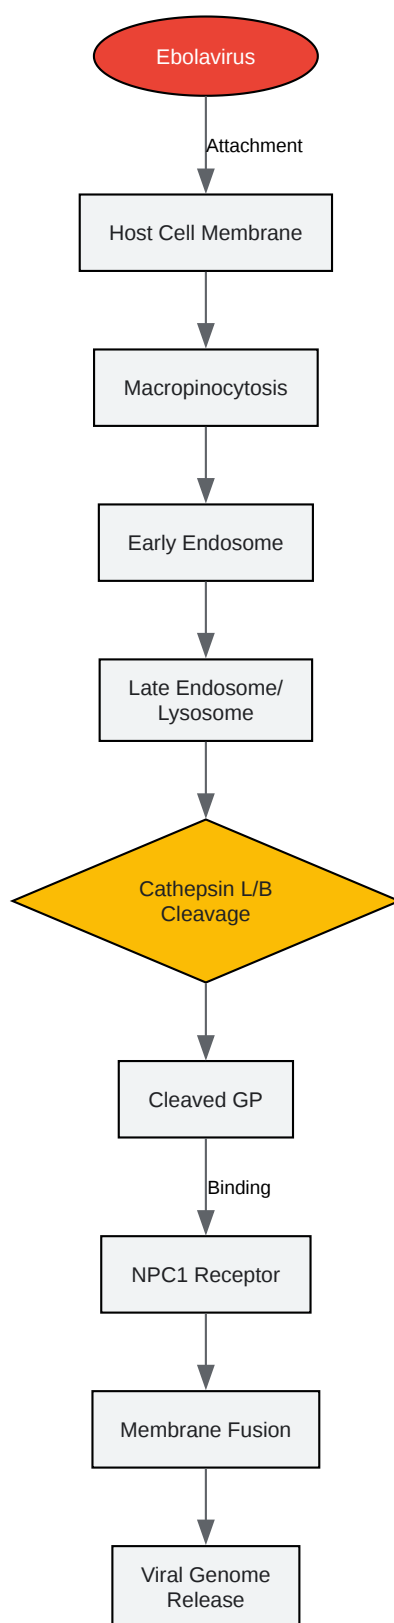 Ebolavirus
Attachment
Host Cell Membrane
Macropinocytosis
Early Endosome
Late Endosome/
Lysosome
Cathepsin L/B
Cleavage
Cleaved GP
Binding
NPC1 Receptor
Membrane Fusion
Viral Genome
Release